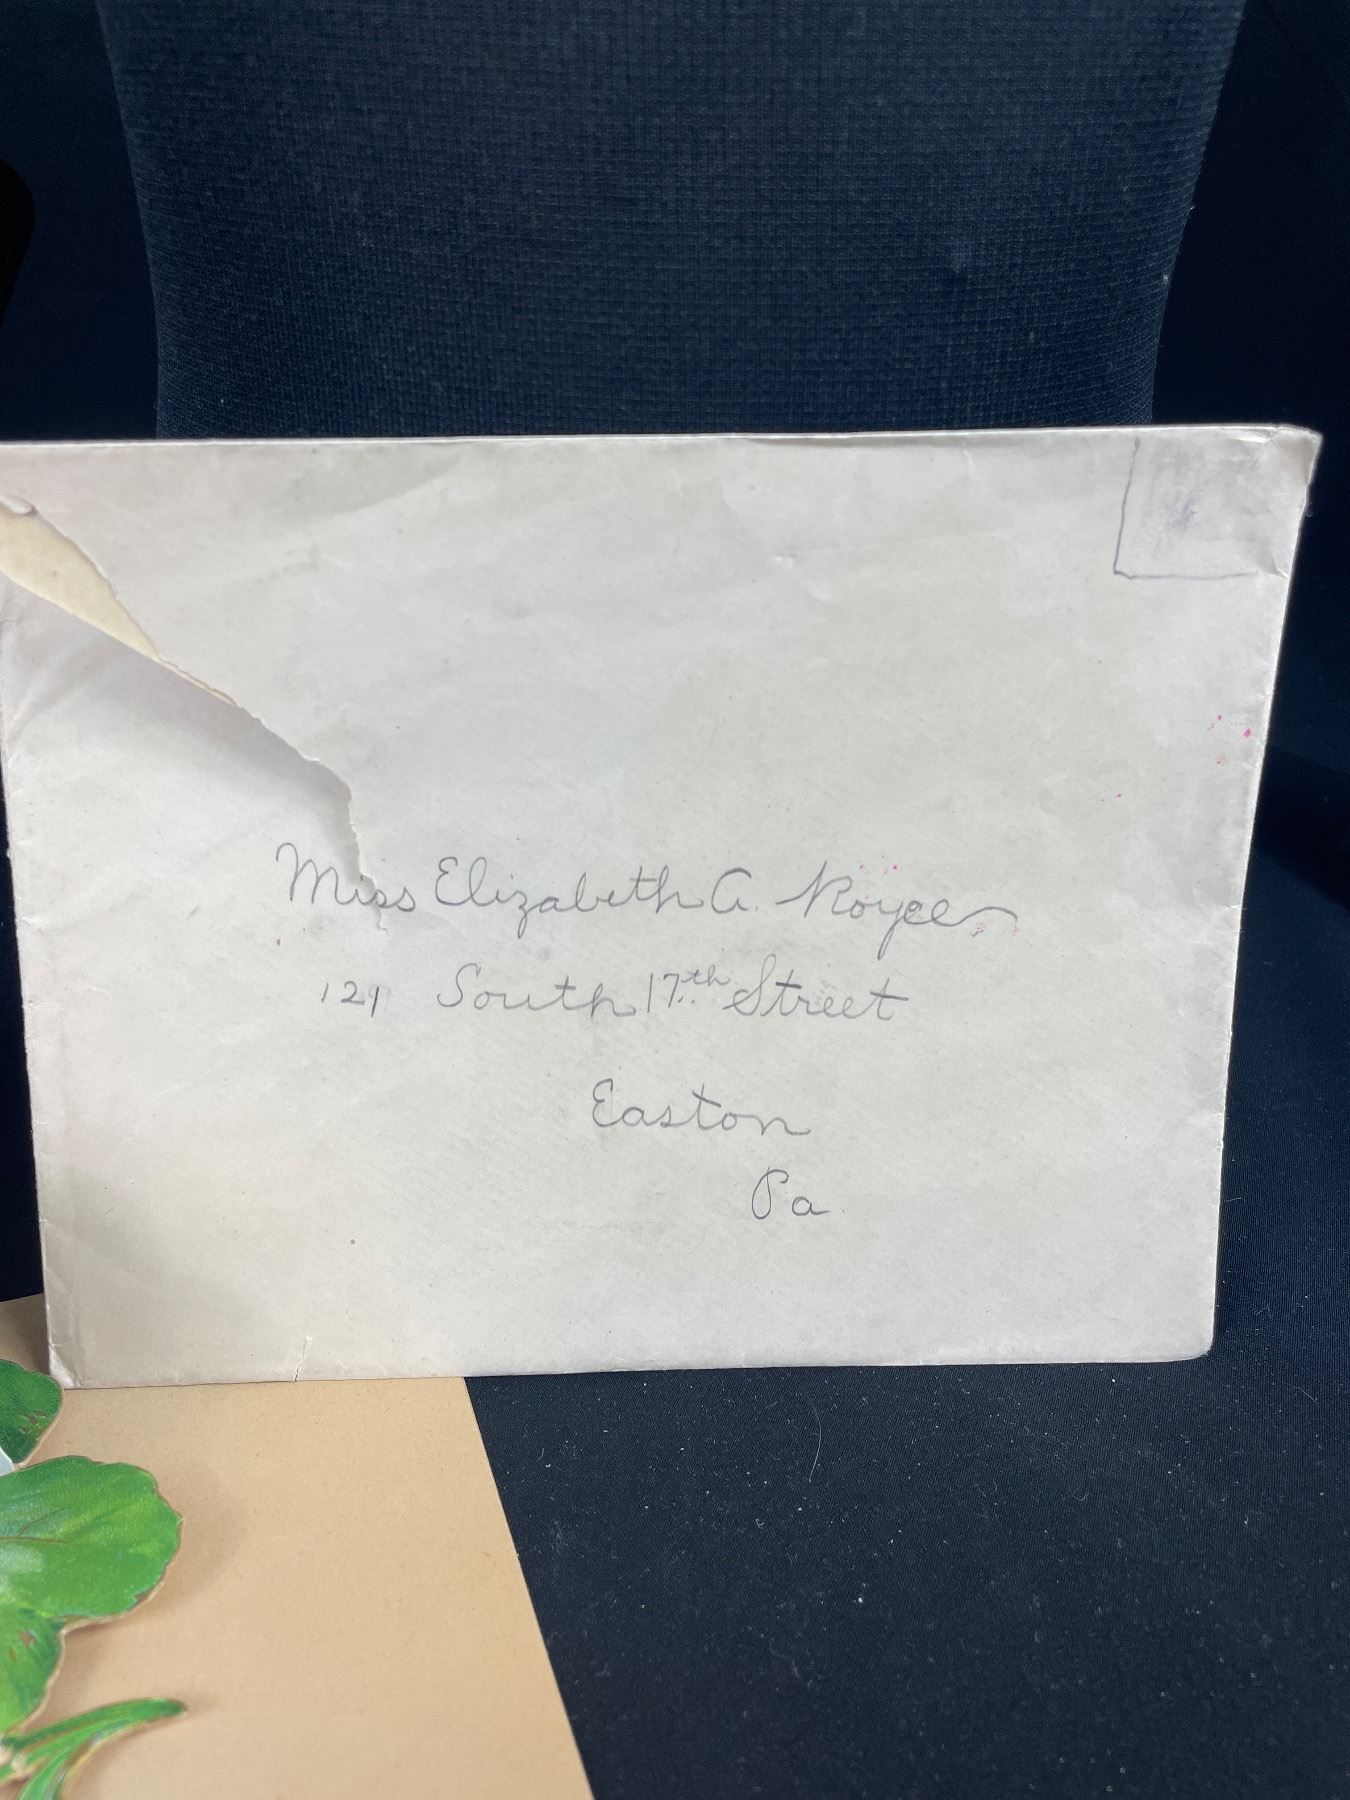 Miss Elizabeth A. Royce,
121 South 17th Street
Easton
Pa.